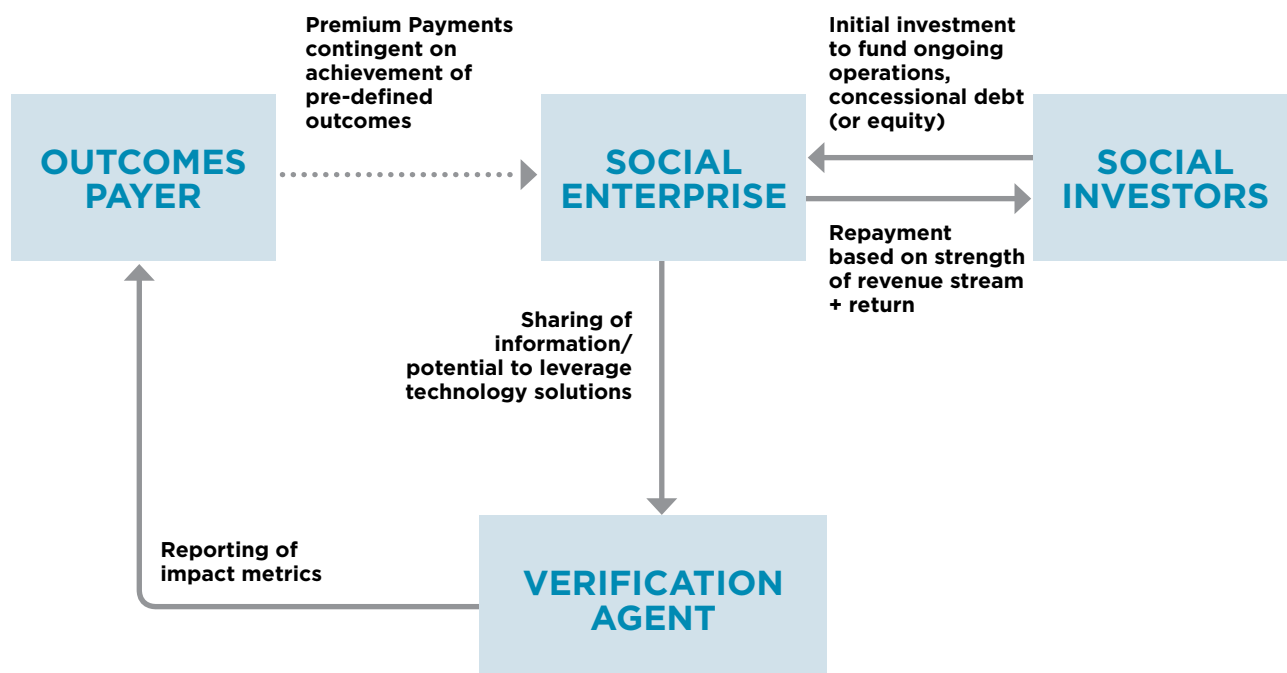 Premium Payments
contingent on
achievement of
pre-defined
outcomes
Initial investment
to fund ongoing
operations,
concessional debt
(or equity)
OUTCOMES
PAYER
SOCIAL
ENTERPRISE
SOCIAL
INVESTORS
Repayment
based on strength
of revenue stream
+ return
Sharing of
information/
potential to leverage
technology solutions
Reporting of
impact metrics
VERIFICATION
AGENT